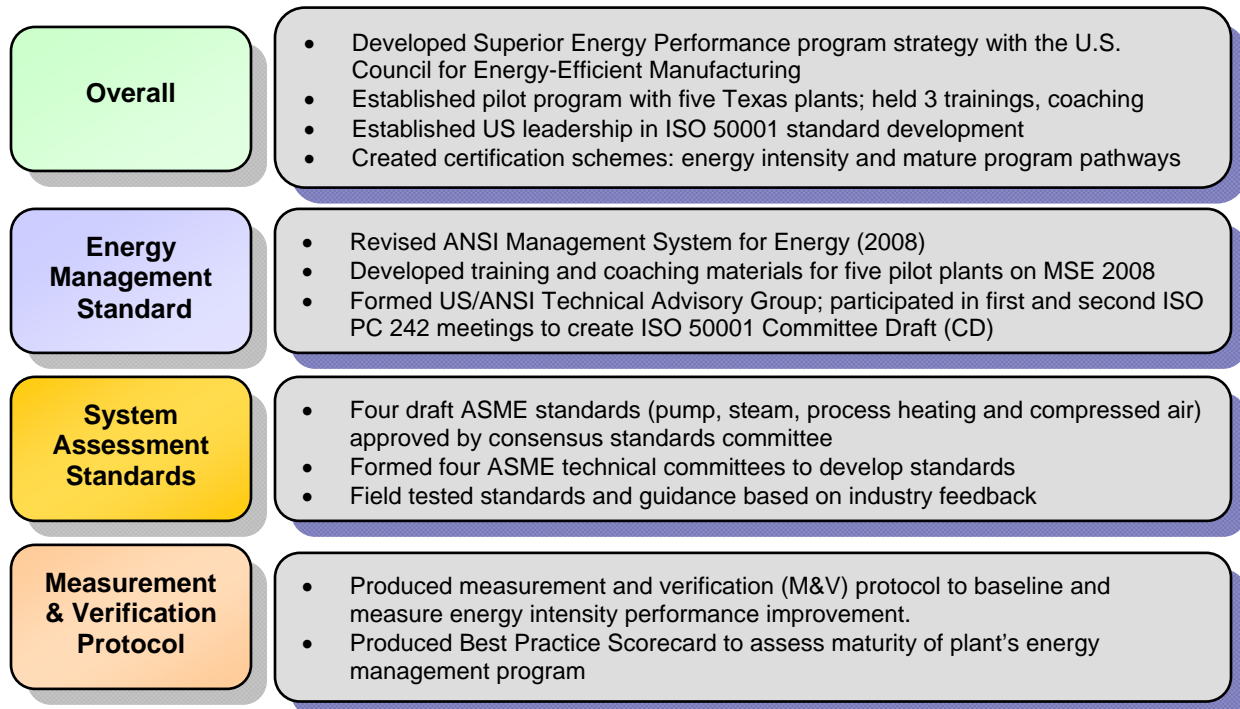 Overall
• Developed Superior Energy Performance program strategy with the U.S.
Council for Energy-Efficient Manufacturing
• Established pilot program with five Texas plants; held 3 trainings, coaching
• Established US leadership in ISO 50001 standard development
• Created certification schemes: energy intensity and mature program pathways
Energy
Management
Standard
• Revised ANSI Management System for Energy (2008)
• Developed training and coaching materials for five pilot plants on MSE 2008
• Formed US/ANSI Technical Advisory Group; participated in first and second ISO
PC 242 meetings to create ISO 50001 Committee Draft (CD)
System
Assessment
Standards
• Four draft ASME standards (pump, steam, process heating and compressed air)
approved by consensus standards committee
• Formed four ASME technical committees to develop standards
• Field tested standards and guidance based on industry feedback
Measurement
& Verification
Protocol
• Produced measurement and verification (M&V) protocol to baseline and
measure energy intensity performance improvement.
• Produced Best Practice Scorecard to assess maturity of plant’s energy
management program